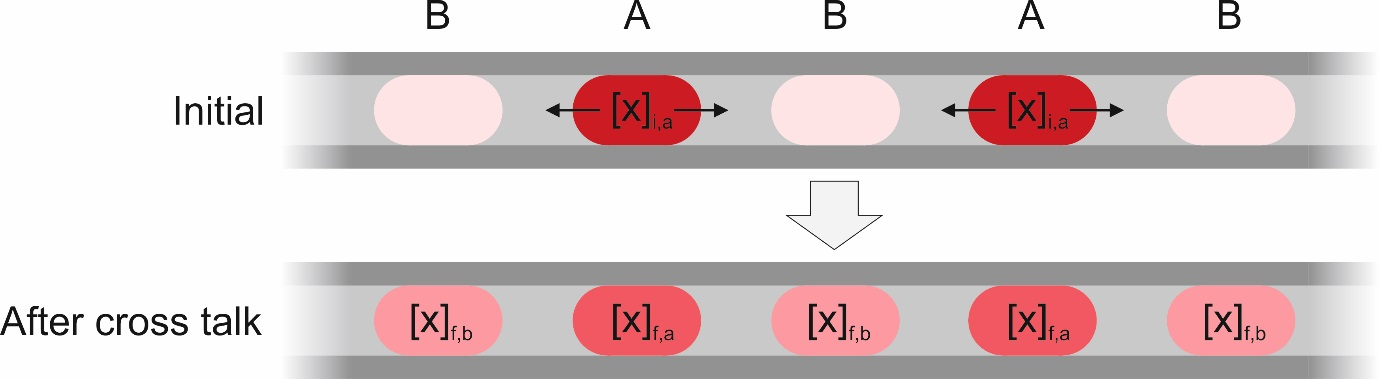 B A B A B
Initial [x]i,a [x]i,a
After cross talk [x]f,b [x]f,a [x]f,b [x]f,a [x]f,b